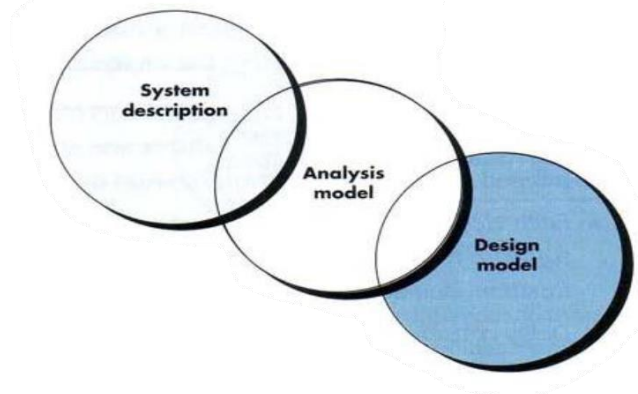 System
description
Analysis
model
Design
model